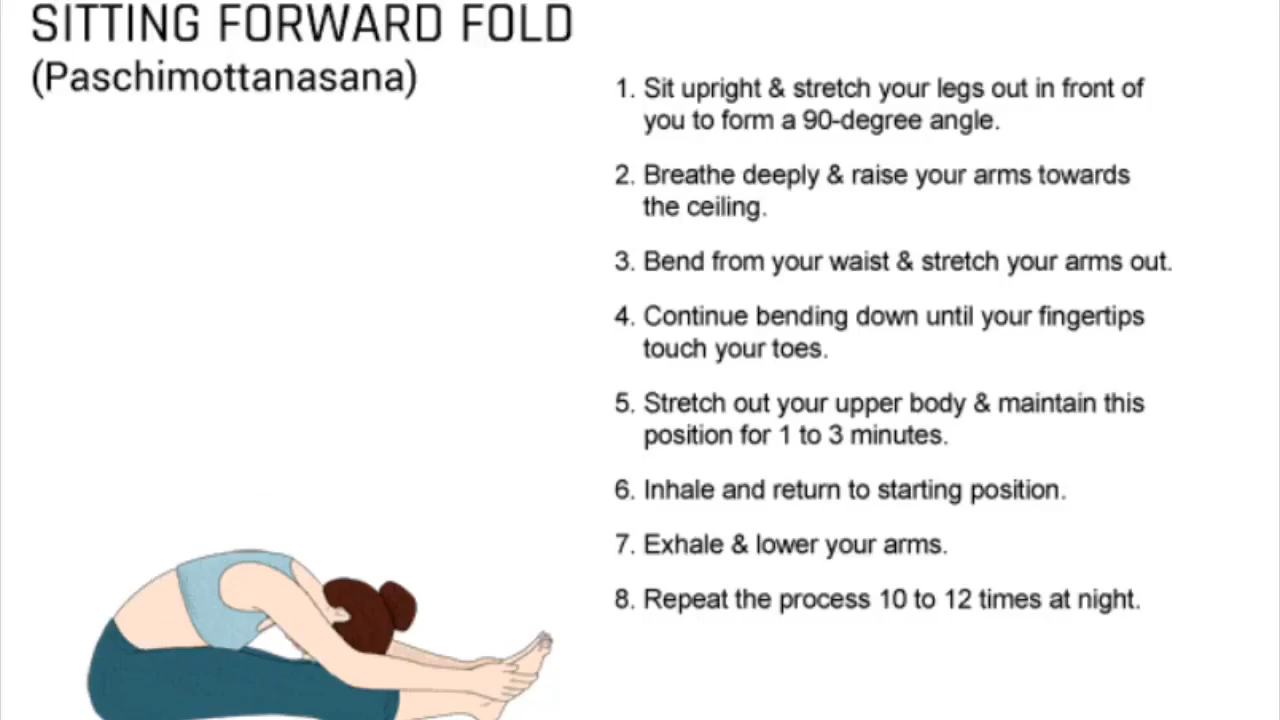 SITTING FORWARD FOLD
(Paschimottanasana)
1. Sit upright & stretch your legs out in front of
you to form a 90-degree angle.
2. Breathe deeply & raise your arms towards
the ceiling.
3. Bend from your waist & stretch your arms out.
4. Continue bending down until your fingertips
touch your toes.
5. Stretch out your upper body & maintain this
position for 1 to 3 minutes.
6. Inhale and return to starting position.
7. Exhale & lower your arms.
8. Repeat the process 10 to 12 times at night.